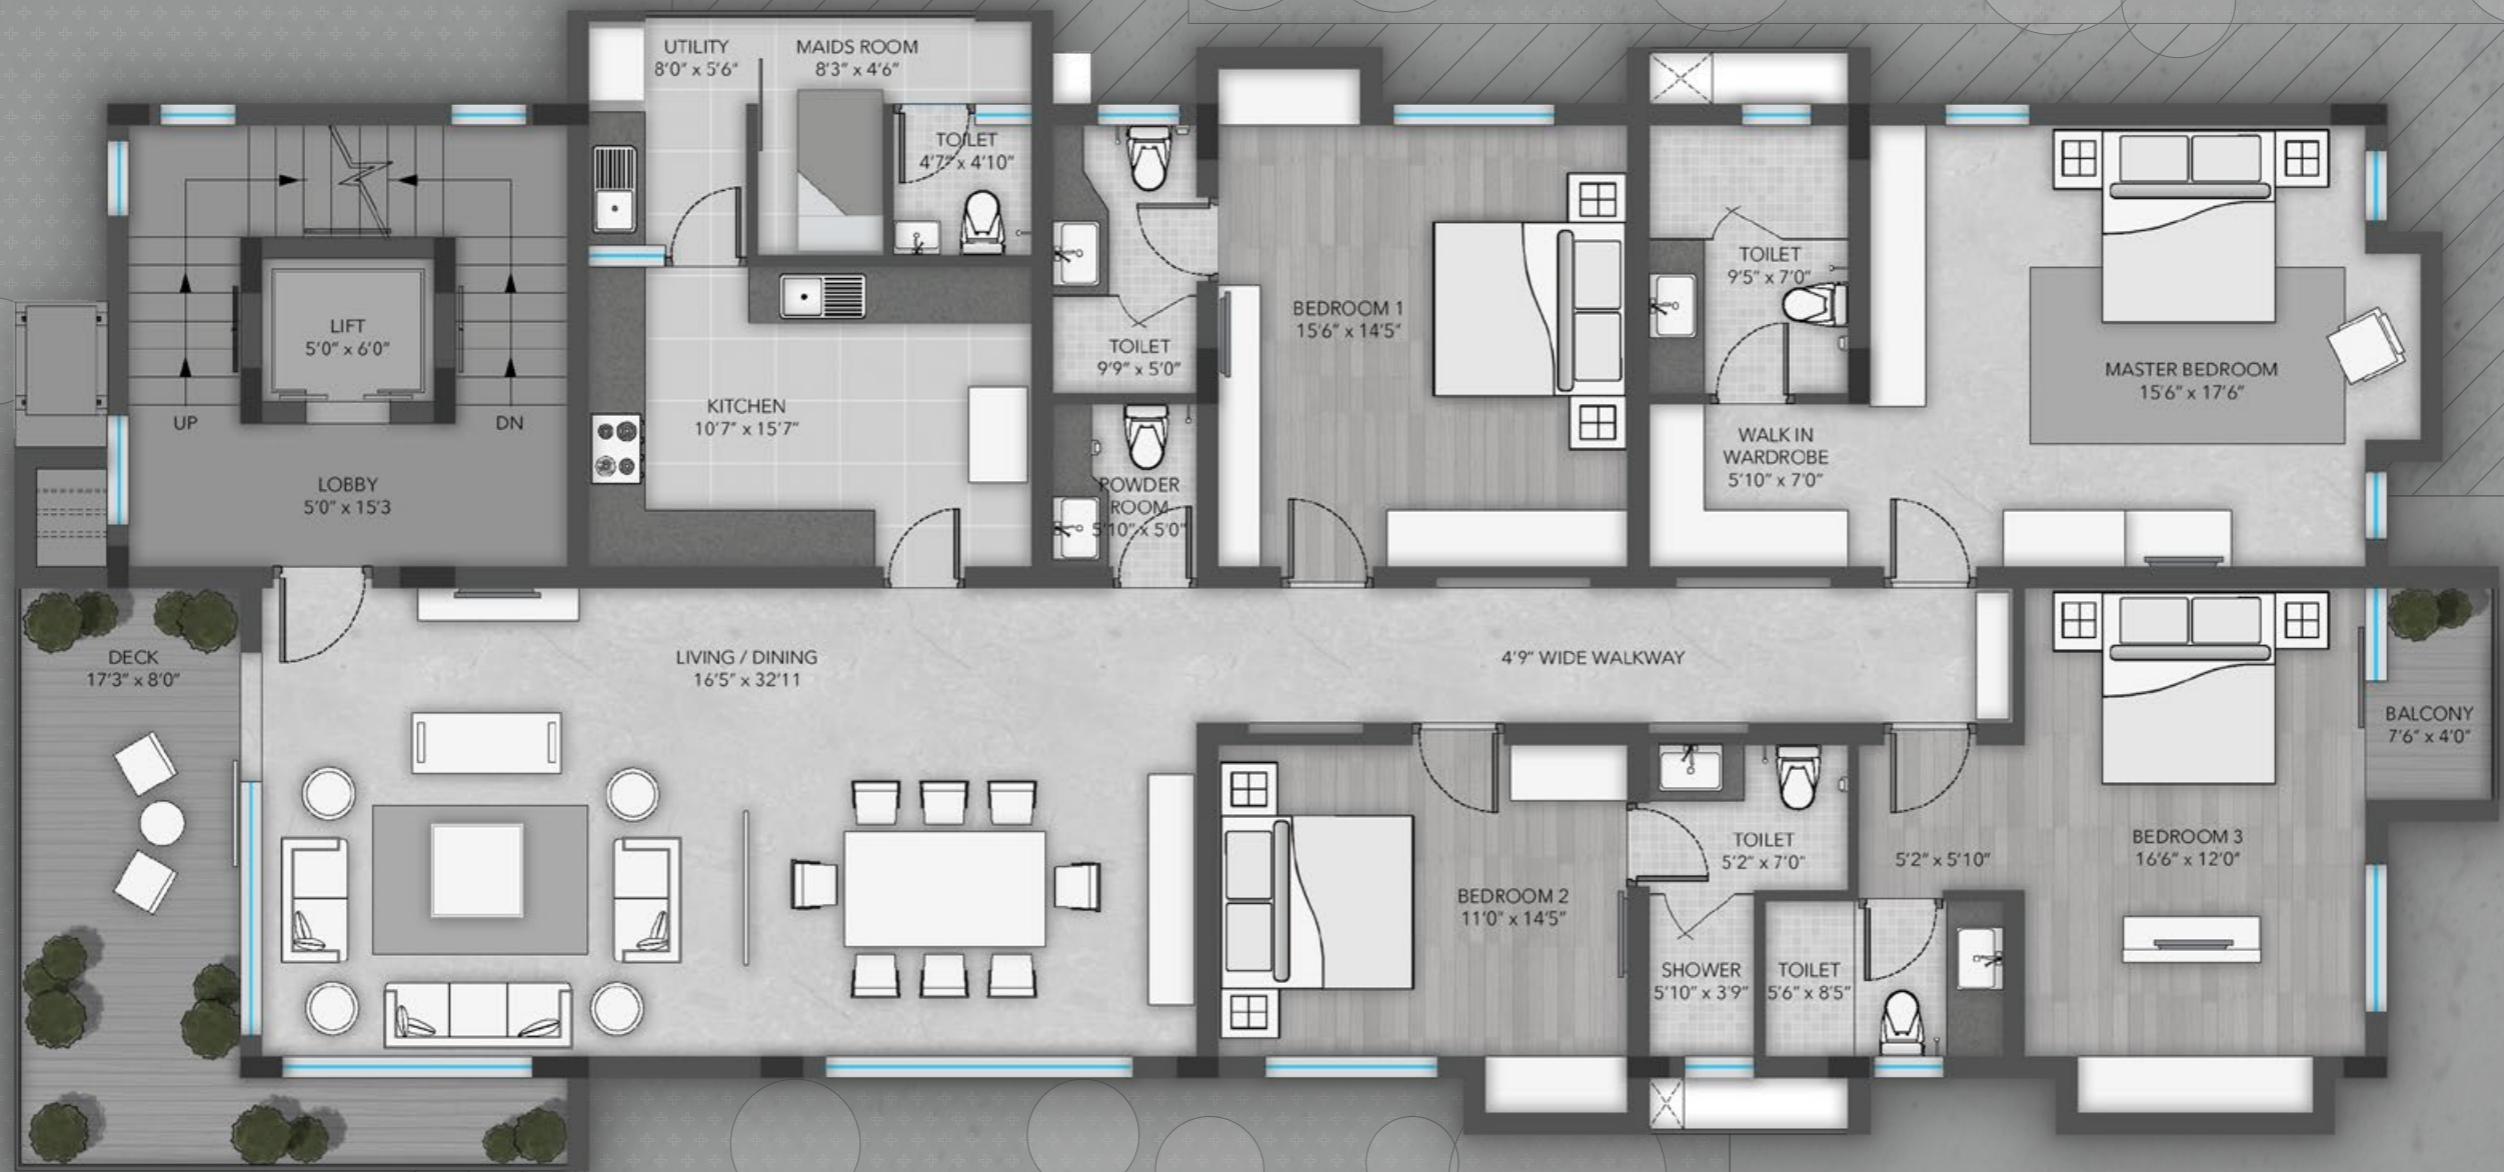 UTILITY
8'0" x 5'6"
MAIDS ROOM
8'3" x 4'6"
TOILET
4'7" x 4'10"
LIFT
5'0" x 6'0"
UP
DN
LOBBY
5'0" x 15'3
KITCHEN
10'7" x 15'7"
TOILET
9'9" x 5'0"
POWDER
ROOM
5'10" x 5'0"
BEDROOM 1
15'6" x 14'5"
TOILET
9'5" x 7'0"
WALK IN
WARDROBE
5'10" x 7'0"
MASTER BEDROOM
15'6" x 17'6"
DECK
17'3" x 8'0"
LIVING / DINING
16'5" x 32'11
4'9" WIDE WALKWAY
BALCONY
7'6" x 4'0"
BEDROOM 2
11'0" x 14'5"
TOILET
5'2" x 7'0"
5'2" x 5'10"
BEDROOM 3
16'6" x 12'0"
SHOWER
5'10" x 3'9"
TOILET
5'6" x 8'5"